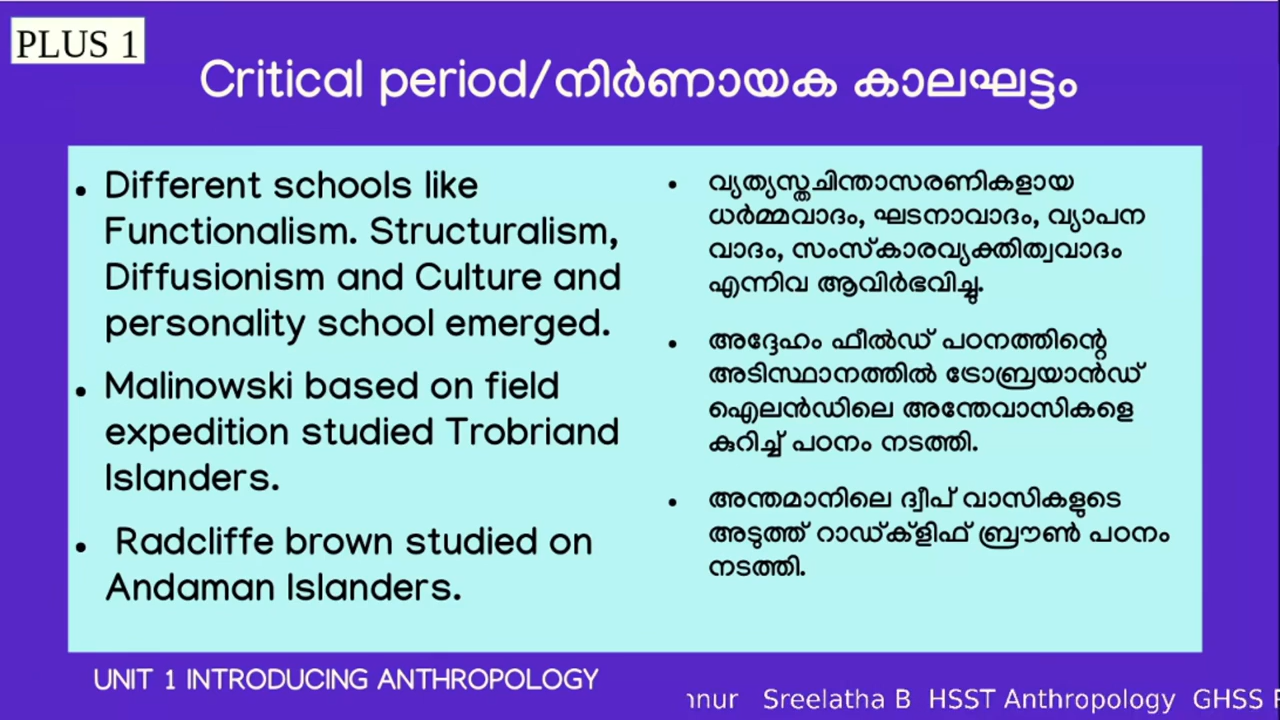 PLUS 1
Critical period/നിർണായക കാലഘട്ടം
• Different schools like
Functionalism. Structuralism,
Diffusionism and Culture and
personality school emerged.
• Malinowski based on field
expedition studied Trobriand
Islanders.
• Radcliffe brown studied on
Andaman Islanders.
• വ്യത്യസ്തചിന്താസരണികളായ
ധർമ്മവാദം, ഘടനാവാദം, വ്യാപന
വാദം, സംസ്കാരവ്യക്തിത്വവാദം
എന്നിവ ആവിർഭവിച്ചു.
• അദ്ദേഹം ഫീൽഡ് പഠനത്തിന്റെ
അടിസ്ഥാനത്തിൽ ട്രോബ്രയാൻഡ്
ഐലൻഡിലെ അന്തേവാസികളെ
കുറിച്ച് പഠനം നടത്തി.
• അന്തമാനിലെ ദ്വീപ് വാസികളുടെ
അടുത്ത് റാഡ്ക്ളിഫ് ബ്രൗൺ പഠനം
നടത്തി.
UNIT 1 INTRODUCING ANTHROPOLOGY
Sreelatha B HSST Anthropology GHSS